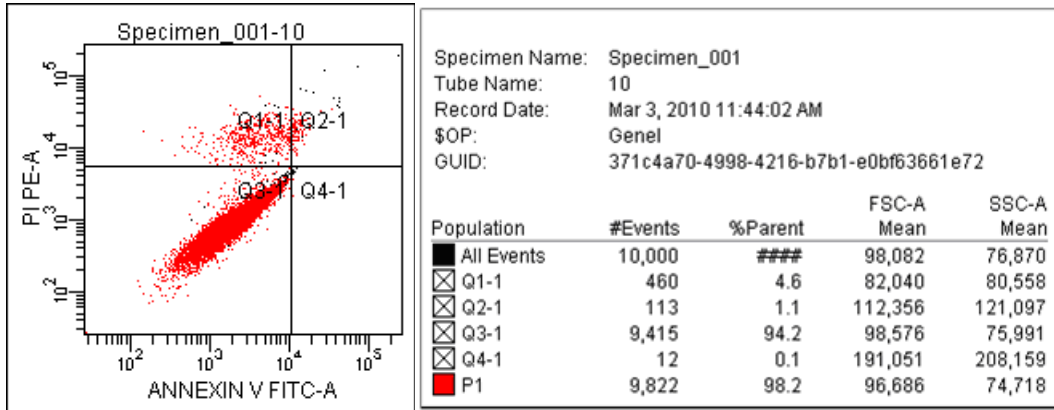 Specimen_001-10
PI PE-A
10^5
10^4
10^3
10^2
Q1-1 Q2-1
Q3-1 Q4-1
10^2 10^3 10^4 10^5
ANNEXIN V FITC-A
Specimen Name: Specimen_001
Tube Name: 10
Record Date: Mar 3, 2010 11:44:02 AM
$OP: Genel
GUID: 371c4a70-4998-4216-b7b1-e0bf63661e72
FSC-A SSC-A
Population #Events %Parent Mean Mean
All Events 10,000 #### 98,082 76,870
Q1-1 460 4.6 82,040 80,558
Q2-1 113 1.1 112,356 121,097
Q3-1 9,415 94.2 98,576 75,991
Q4-1 12 0.1 191,051 208,159
P1 9,822 98.2 96,686 74,718